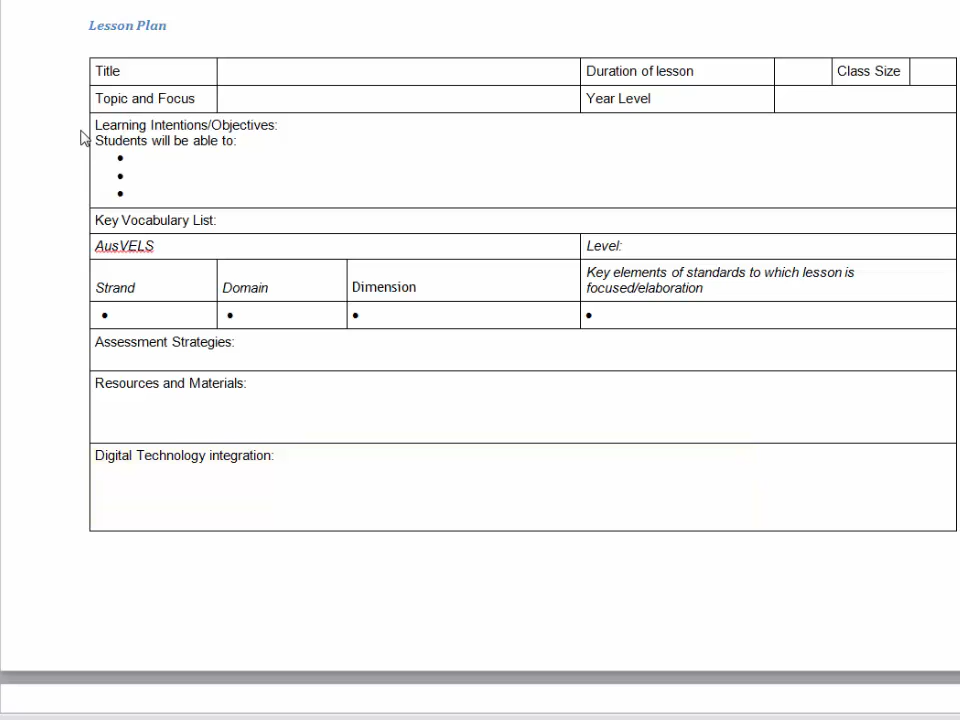 Lesson Plan
Title
Duration of lesson
Class Size
Topic and Focus
Year Level
Learning Intentions/Objectives:
Students will be able to:
Key Vocabulary List:
AusVELS
Level:
Strand
Domain
Dimension
Key elements of standards to which lesson is
focused/elaboration
Assessment Strategies:
Resources and Materials:
Digital Technology integration: